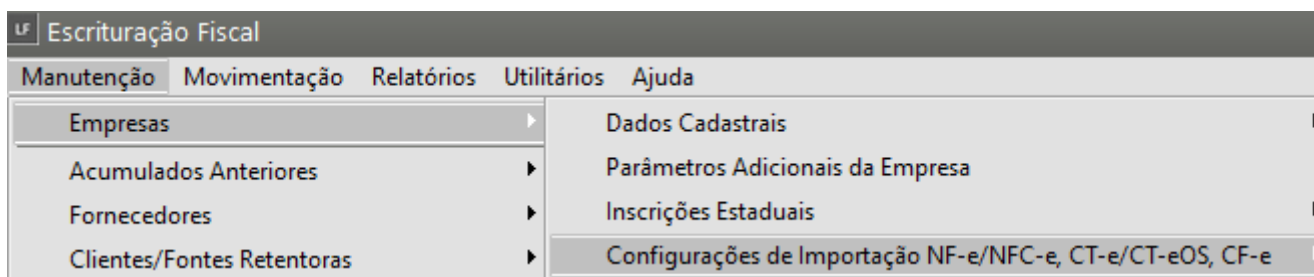 LF Escrituração Fiscal
Manutenção Movimentação Relatórios Utilitários Ajuda
Empresas
Dados Cadastrais
Acumulados Anteriores
Parâmetros Adicionais da Empresa
Fornecedores
Inscrições Estaduais
Clientes/Fontes Retentoras
Configurações de Importação NF-e/NFC-e, CT-e/CT-eOS, CF-e